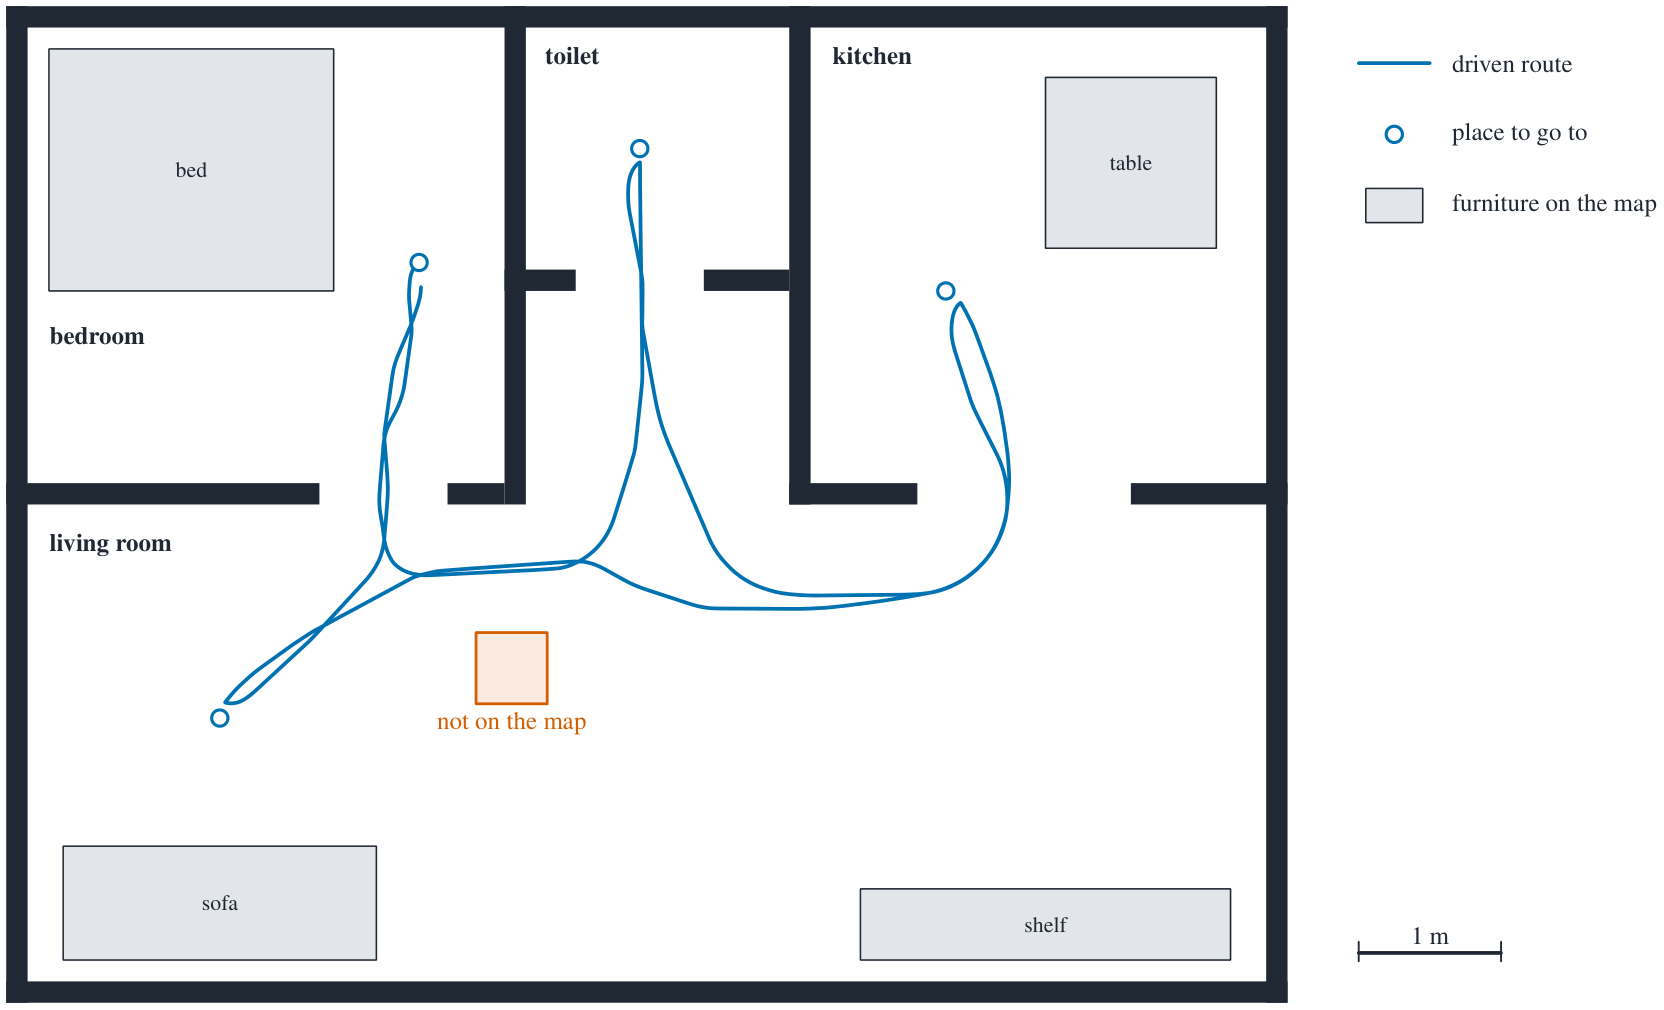 toilet
kitchen
bed
table
bedroom
living room
not on the map
sofa
shelf
driven route
place to go to
furniture on the map
1 m